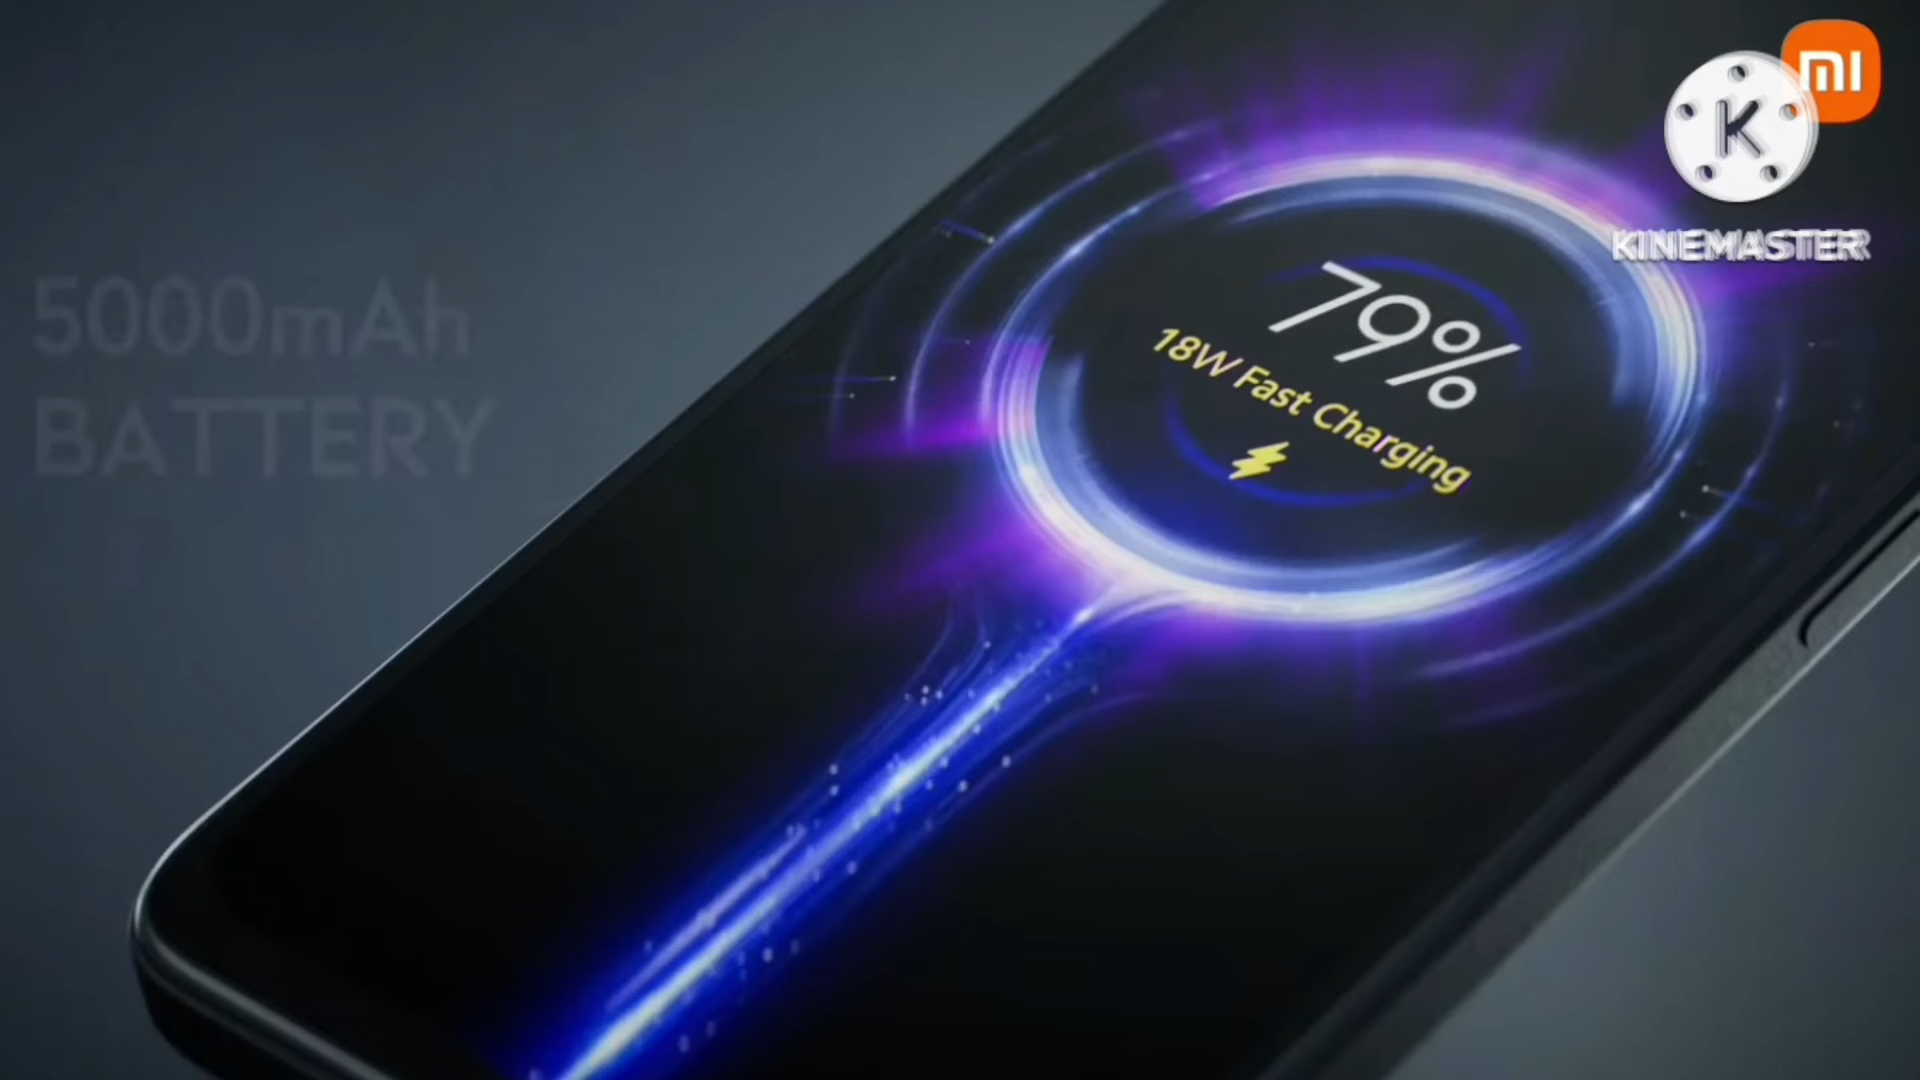 5000mAh
BATTERY
79%
18W Fast Charging
MI
K
KINEMASTER